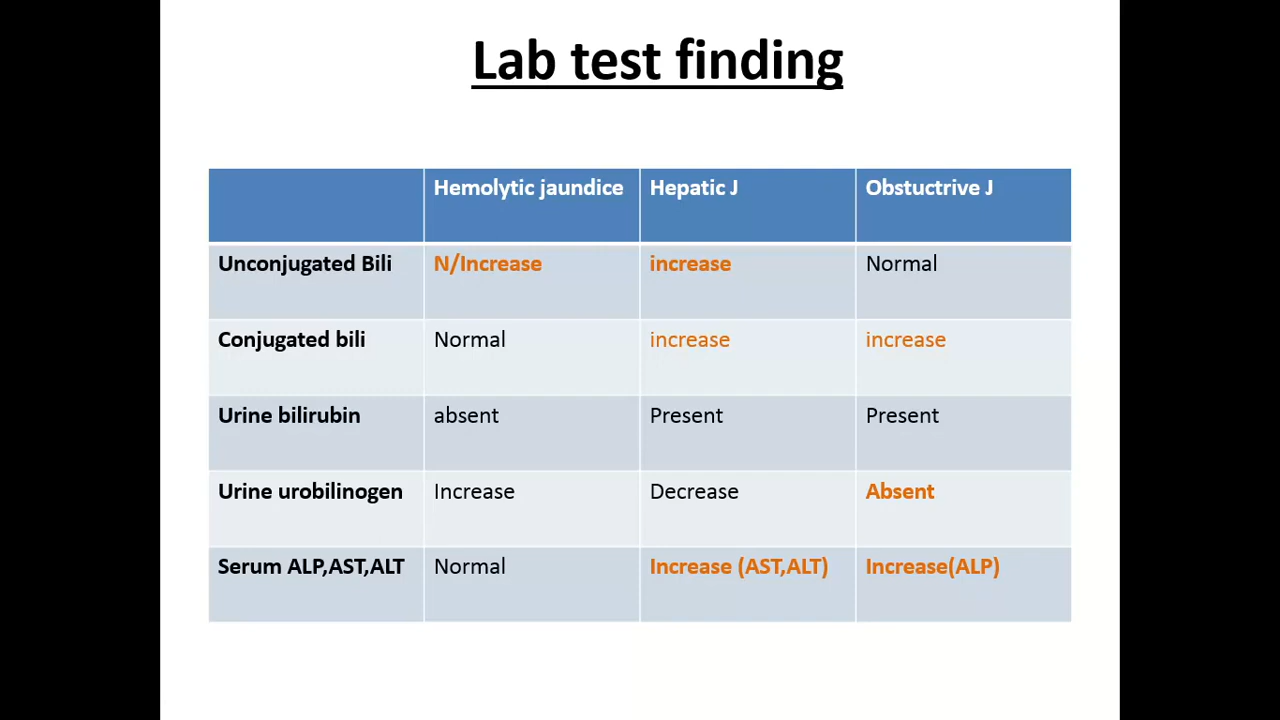 Lab test finding
Hemolytic jaundice Hepatic J Obstuctrive J
Unconjugated Bili N/Increase increase Normal
Conjugated bili Normal increase increase
Urine bilirubin absent Present Present
Urine urobilinogen Increase Decrease Absent
Serum ALP,AST,ALT Normal Increase (AST,ALT) Increase(ALP)